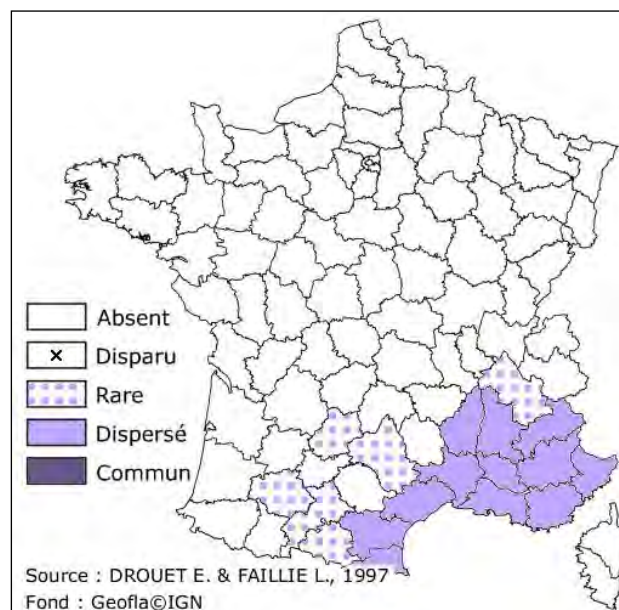 Absent
Disparu
Rare
Dispersé
Commun
Source : DROUET E. & FAILLIE L., 1997
Fond : Geofla©IGN